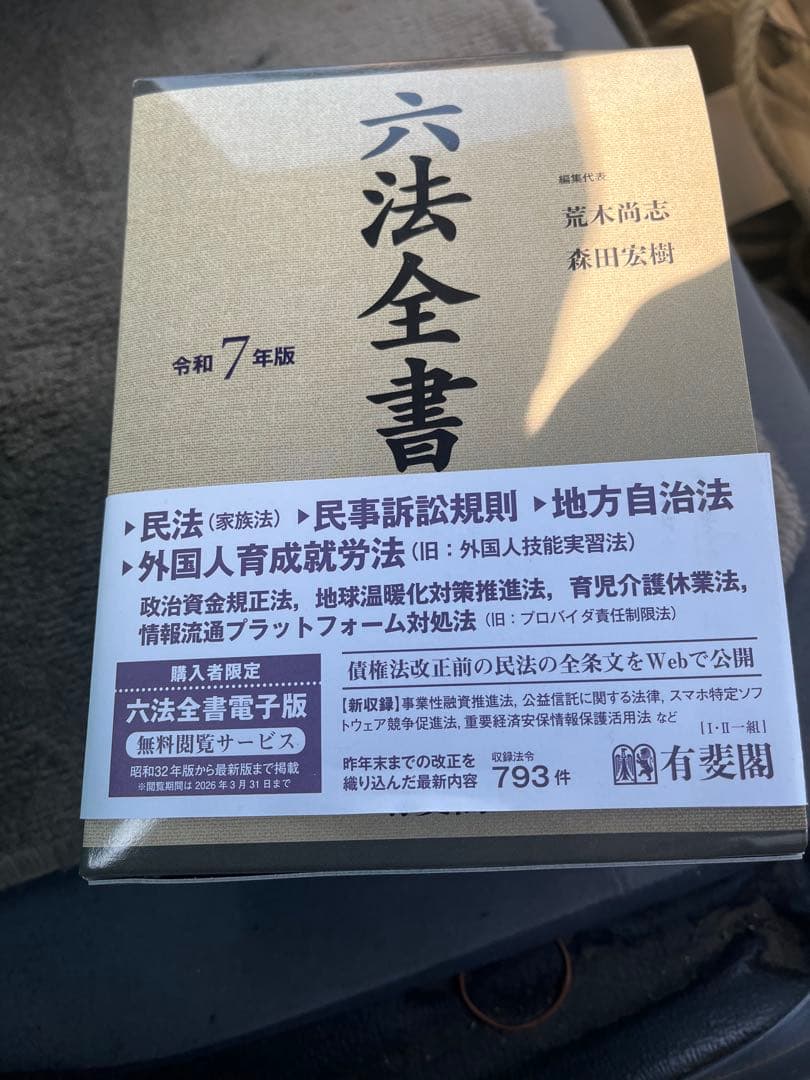 六法全書
編集代表
荒木尚志
森田宏樹
令和7年版
▶民法(家族法) ▶民事訴訟規則 ▶地方自治法
▶外国人育成就労法(旧:外国人技能実習法)
政治資金規正法,地球温暖化対策推進法,育児介護休業法,
情報流通プラットフォーム対処法(旧:プロバイダ責任制限法)
購入者限定
六法全書電子版
無料閲覧サービス
昭和32年版から最新版まで掲載
※閲覧期間は2026年3月31日まで
債権法改正前の民法の全条文をWebで公開
【新収録】事業性融資推進法,公益信託に関する法律,スマホ特定ソフ
トウェア競争促進法,重要経済安保情報保護活用法 など
昨年末までの改正を
織り込んだ最新内容
収録法令
793件
[I・II一組]
有斐閣